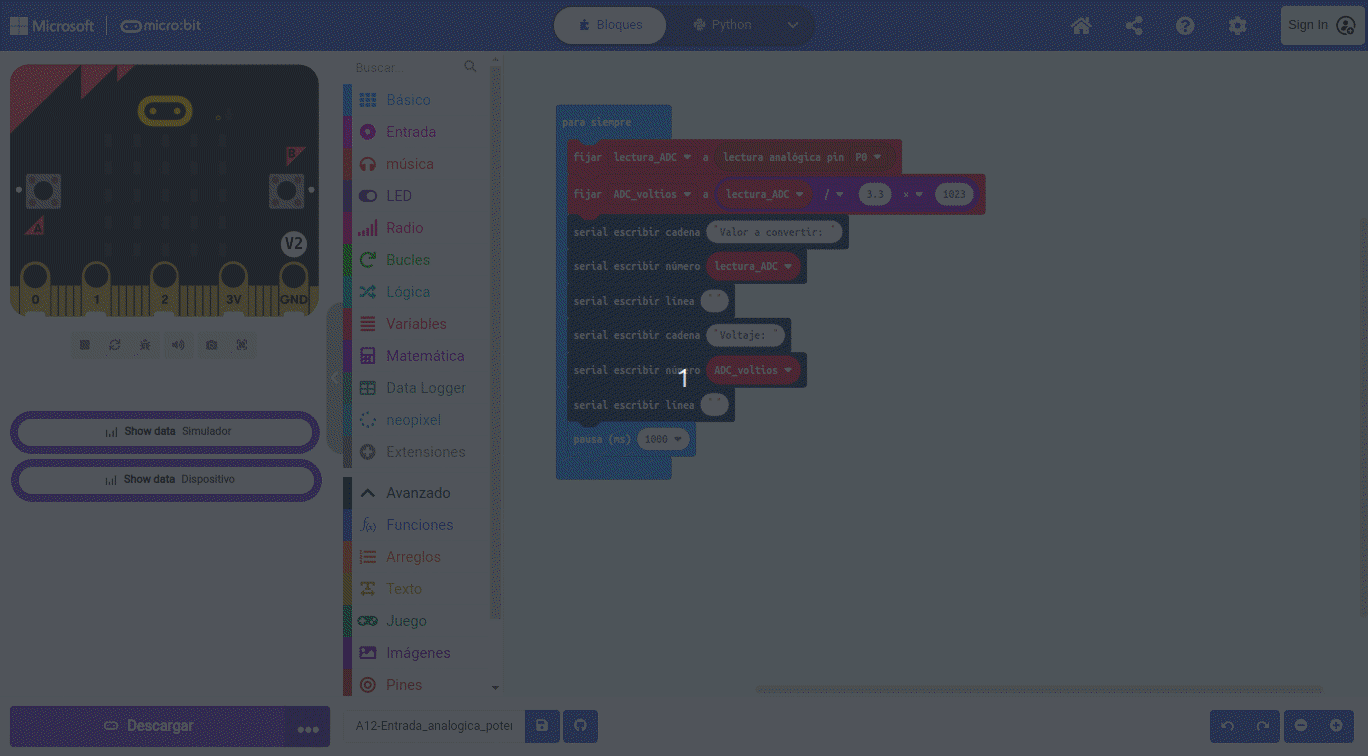 Microsoft
micro:bit
Bloques
Python
Sign In
B
A
V2
0 1 2 3V GND
Show data Simulador
Show data Dispositivo
Buscar...
Básico
Entrada
música
LED
Radio
Bucles
Lógica
Variables
Matemática
Data Logger
neopixel
Extensiones
Avanzado
Funciones
Arreglos
Texto
Juego
Imágenes
Pines
para siempre
fijar lectura_ADC a lectura analógica pin P0
fijar ADC_voltios a lectura_ADC / 3.3 × 1023
serial escribir cadena "Valor a convertir: "
serial escribir número lectura_ADC
serial escribir línea " "
serial escribir cadena "Voltaje: "
serial escribir número ADC_voltios
serial escribir línea " "
pausa (ms) 1000
1
Descargar
A12-Entrada_analogica_poter